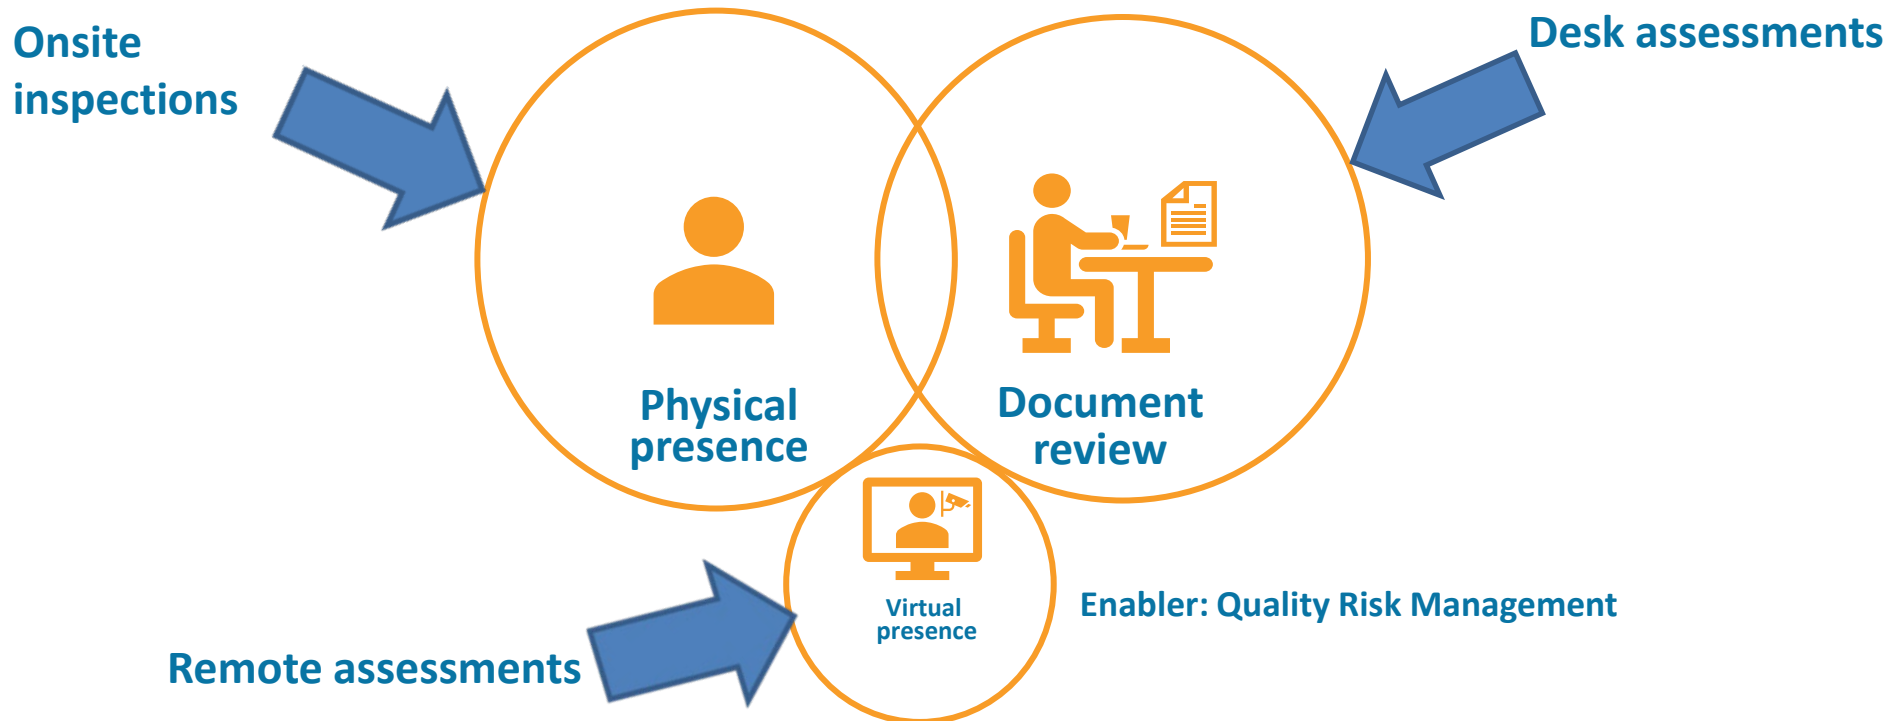 Onsite
inspections
Desk assessments
Physical
presence
Document
review
Virtual
presence
Enabler: Quality Risk Management
Remote assessments